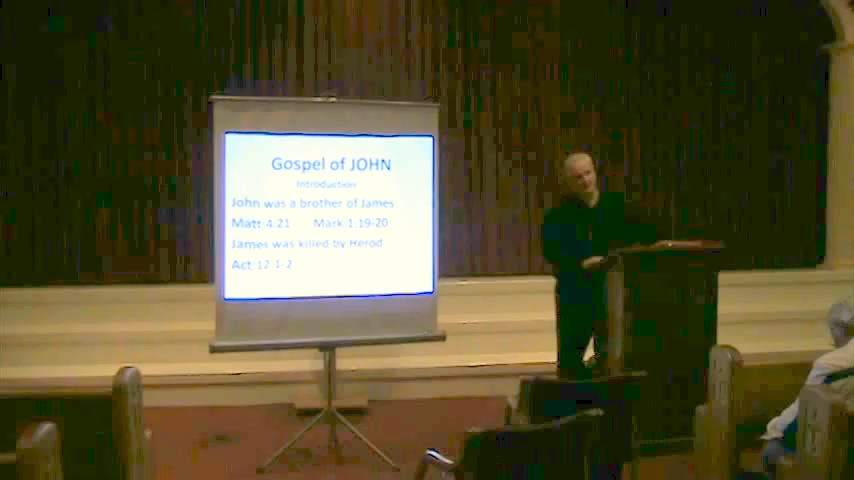 Gospel of JOHN
Introduction
John was a brother of James
Matt 4:21 Mark 1:19-20
James was killed by Herod
Act 12:1-2